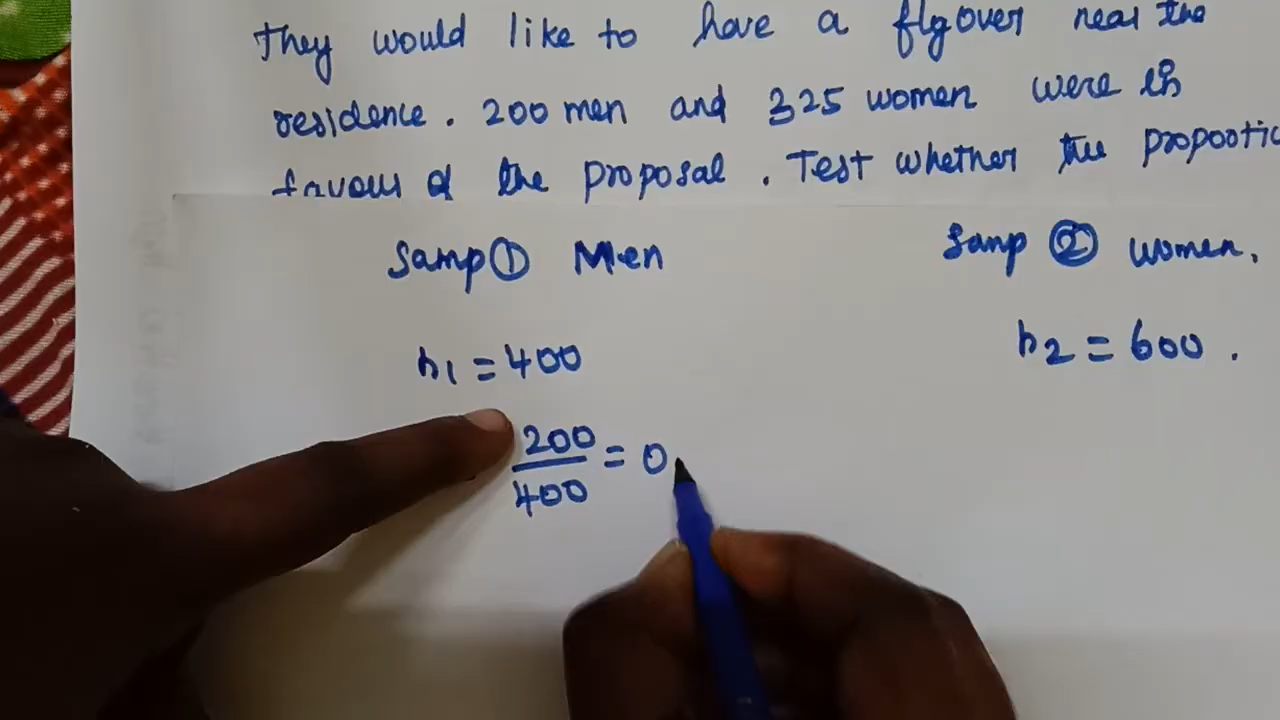 They would like to have a flyover near the
residence. 200 men and 325 women were in
favour of the proposal. Test whether the propootio
Samp ① Men
Samp ② women.
n1 = 400
n2 = 600.
200/400 = 0